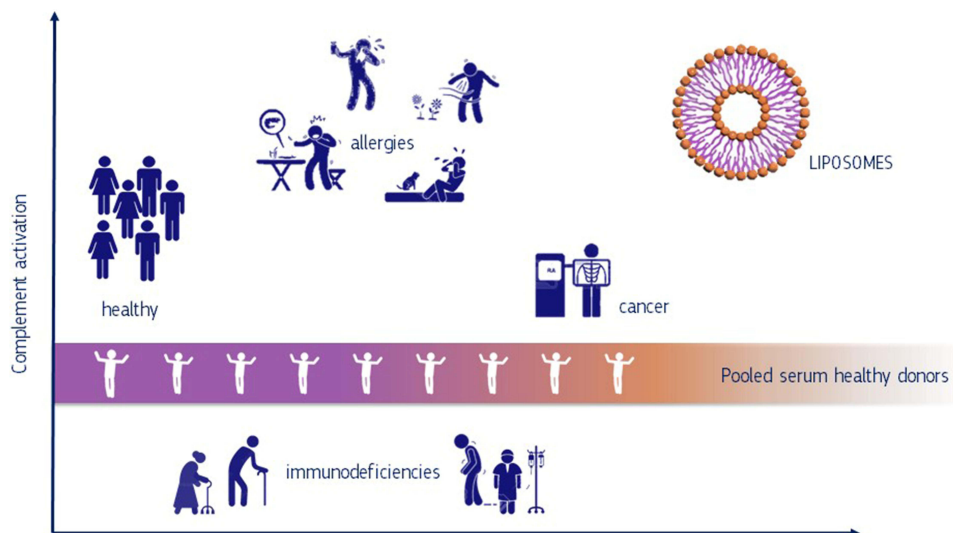 allergies
LIPOSOMES
healthy
cancer
Complement activation
Pooled serum healthy donors
immunodeficiencies